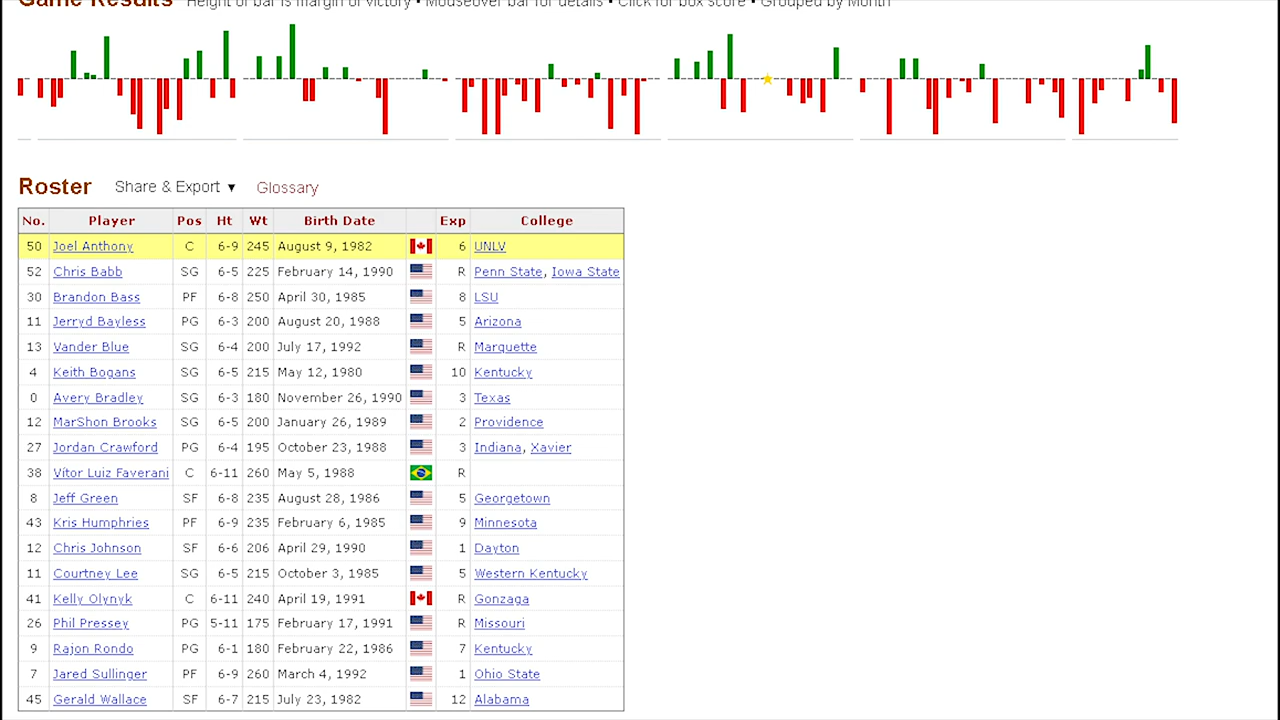 Game Results Height of bar is margin of victory • Mouseover bar for details • Click for box score • Grouped by Month
Roster Share & Export ▼ Glossary
No. Player Pos Ht Wt Birth Date Exp College
50 Joel Anthony C 6-9 245 August 9, 1982 6 UNLV
52 Chris Babb SG 6-5 225 February 14, 1990 R Penn State, Iowa State
30 Brandon Bass PF 6-8 250 April 30, 1985 8 LSU
11 Jerryd Bayless PG 6-3 200 August 20, 1988 5 Arizona
13 Vander Blue SG 6-4 200 July 17, 1992 R Marquette
4 Keith Bogans SG 6-5 215 May 12, 1980 10 Kentucky
0 Avery Bradley SG 6-3 180 November 26, 1990 3 Texas
12 MarShon Brooks SG 6-5 200 January 26, 1989 2 Providence
27 Jordan Crawford PG 6-4 195 October 23, 1988 3 Indiana, Xavier
38 Vitor Luiz Faverani C 6-11 260 May 5, 1988 R
8 Jeff Green SF 6-8 235 August 28, 1986 5 Georgetown
43 Kris Humphries PF 6-9 235 February 6, 1985 9 Minnesota
12 Chris Johnson SF 6-6 206 April 29, 1990 1 Dayton
11 Courtney Lee SG 6-5 215 October 3, 1985 5 Western Kentucky
41 Kelly Olynyk C 6-11 240 April 19, 1991 R Gonzaga
26 Phil Pressey PG 5-11 175 February 17, 1991 R Missouri
9 Rajon Rondo PG 6-1 180 February 22, 1986 7 Kentucky
7 Jared Sullinger PF 6-9 260 March 4, 1992 1 Ohio State
45 Gerald Wallace SF 6-7 215 July 23, 1982 12 Alabama